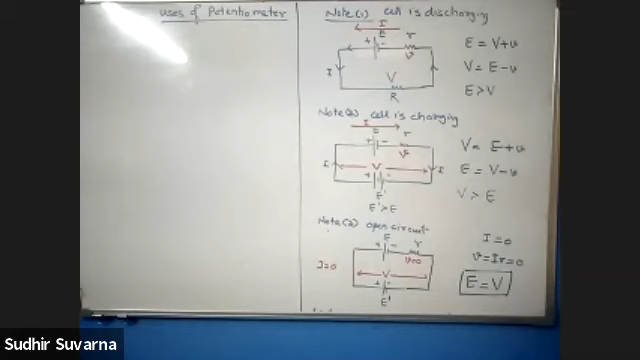 uses of Potentiometer
Note(1) cell is discharging
I
E
+ - r
v
I
V
R
E = V+v
V = E-v
E > V
Note(2) cell is charging
I
E
+ - r
v
I V I
+ -
E'
E' > E
V = E+v
E = V-v
V > E
Note(3) open circuit
E
+ - r
v=0
I=0
V
+ -
E'
I = 0
v = Ir = 0
E = V
Sudhir Suvarna